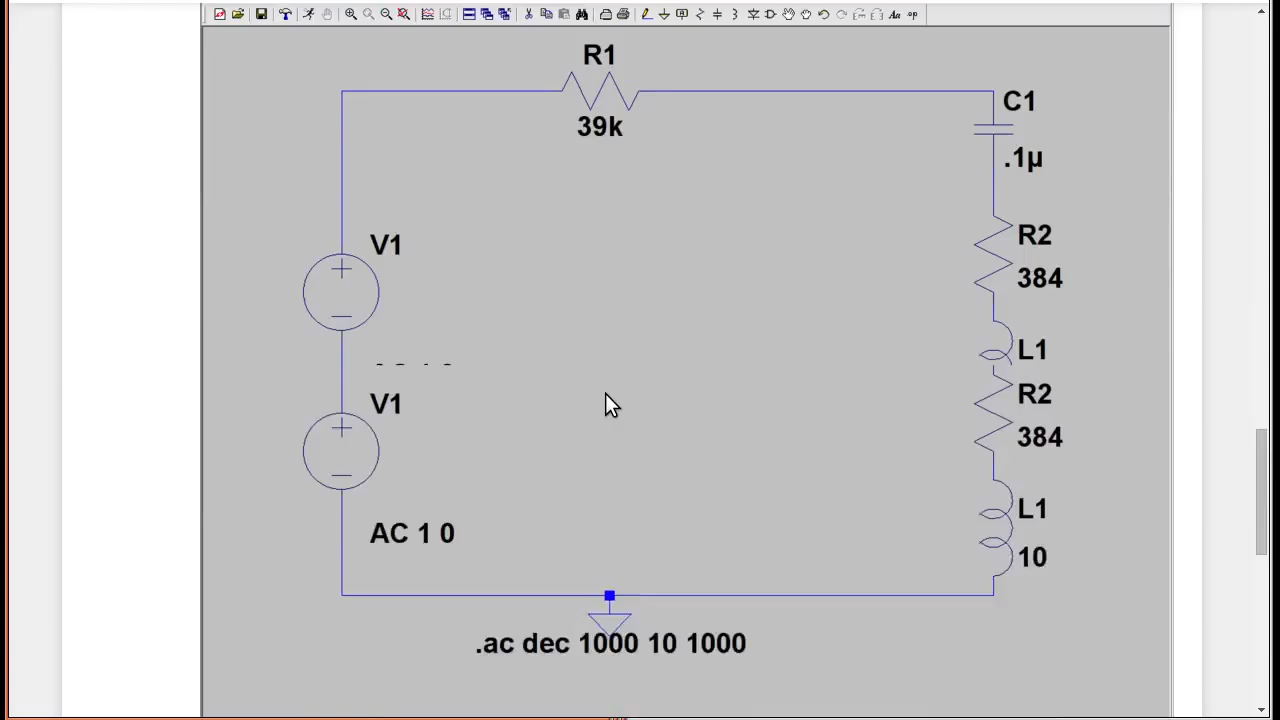 R1
39k
C1
.1µ
V1
R2
384
L1
V1
R2
384
L1
10
AC 1 0
.ac dec 1000 10 1000